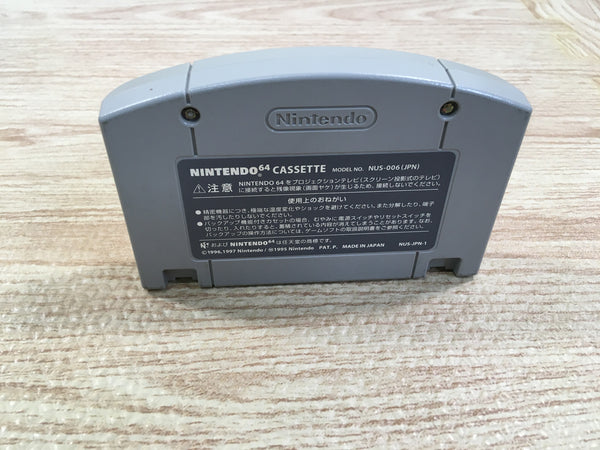 Nintendo
NINTENDO64 CASSETTE MODEL NO. NUS-006(JPN)
⚠注意 NINTENDO 64 をプロジェクションテレビ(スクリーン投影式のテレビ)
に接続すると残像現象(画面ヤケ)が生じるため、接続しないでください。
使用上のおねがい
●精密機器につき、極端な温度変化やショックを避けてください。また分解したり、端子
部を汚したりしないでください。
●バックアップ機能付きカセットの場合、むやみに電源スイッチやリセットスイッチを
切ったり、入れたりすると、蓄積されている内容が消えてしまうことがあります。なお、
バックアップの操作方法については、ゲームソフトの取扱説明書をご参照ください。
および NINTENDO64 は任天堂の商標です。
©1996,1997 Nintendo/ 1995 Nintendo PAT. P. MADE IN JAPAN NUS-JPN-1